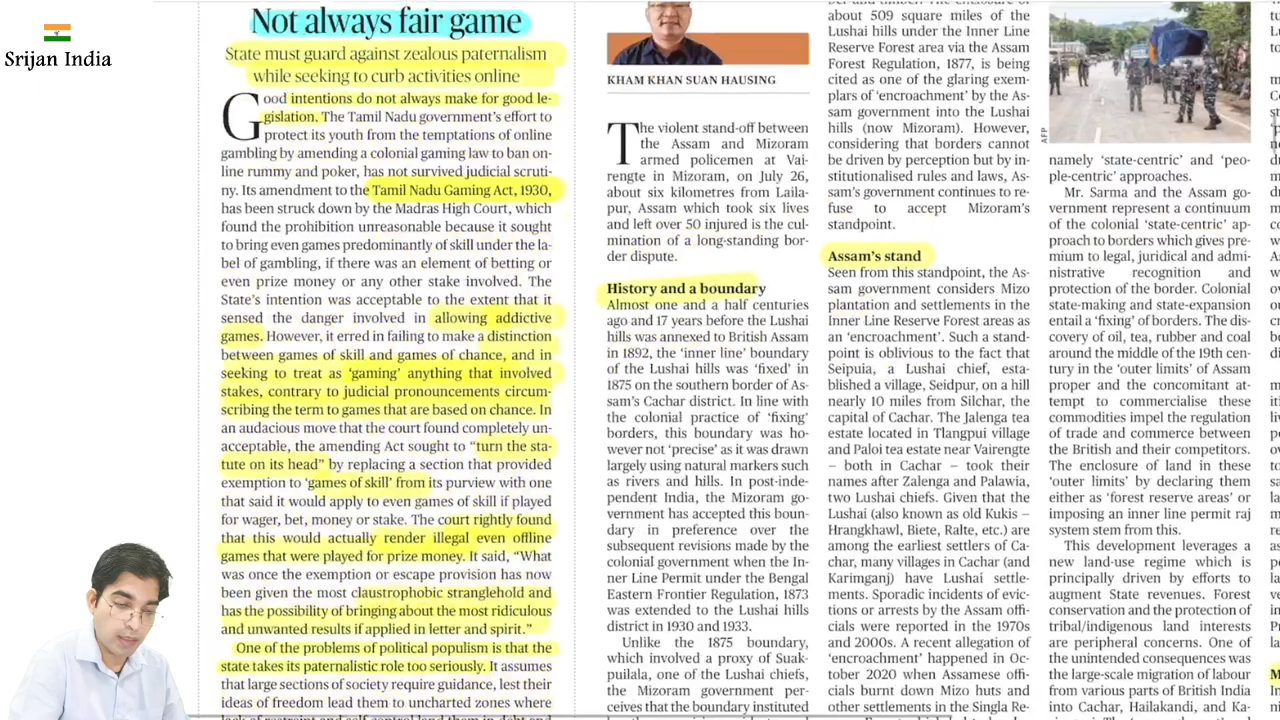 Srijan India
Not always fair game
State must guard against zealous paternalism
while seeking to curb activities online
Good intentions do not always make for good le-
gislation. The Tamil Nadu government's effort to
protect its youth from the temptations of online
gambling by amending a colonial gaming law to ban on-
line rummy and poker, has not survived judicial scruti-
ny. Its amendment to the Tamil Nadu Gaming Act, 1930,
has been struck down by the Madras High Court, which
found the prohibition unreasonable because it sought
to bring even games predominantly of skill under the la-
bel of gambling, if there was an element of betting or
even prize money or any other stake involved. The
State's intention was acceptable to the extent that it
sensed the danger involved in allowing addictive
games. However, it erred in failing to make a distinction
between games of skill and games of chance, and in
seeking to treat as 'gaming' anything that involved
stakes, contrary to judicial pronouncements circum-
scribing the term to games that are based on chance. In
an audacious move that the court found completely un-
acceptable, the amending Act sought to "turn the sta-
tute on its head" by replacing a section that provided
exemption to 'games of skill' from its purview with one
that said it would apply to even games of skill if played
for wager, bet, money or stake. The court rightly found
that this would actually render illegal even offline
games that were played for prize money. It said, "What
was once the exemption or escape provision has now
been given the most claustrophobic stranglehold and
has the possibility of bringing about the most ridiculous
and unwanted results if applied in letter and spirit."
One of the problems of political populism is that the
state takes its paternalistic role too seriously. It assumes
that large sections of society require guidance, lest their
ideas of freedom lead them to uncharted zones where
KHAM KHAN SUAN HAUSING
The violent stand-off between
the Assam and Mizoram
armed policemen at Vai-
rengte in Mizoram, on July 26,
about six kilometres from Laila-
pur, Assam which took six lives
and left over 50 injured is the cul-
mination of a long-standing bor-
der dispute.
History and a boundary
Almost one and a half centuries
ago and 17 years before the Lushai
hills was annexed to British Assam
in 1892, the 'inner line' boundary
of the Lushai hills was 'fixed' in
1875 on the southern border of As-
sam's Cachar district. In line with
the colonial practice of 'fixing'
borders, this boundary was ho-
wever not 'precise' as it was drawn
largely using natural markers such
as rivers and hills. In post-inde-
pendent India, the Mizoram go-
vernment has accepted this boun-
dary in preference over the
subsequent revisions made by the
colonial government when the In-
ner Line Permit under the Bengal
Eastern Frontier Regulation, 1873
was extended to the Lushai hills
district in 1930 and 1933.
Unlike the 1875 boundary,
which involved a proxy of Suak-
puilala, one of the Lushai chiefs,
the Mizoram government per-
ceives that the boundary instituted
about 509 square miles of the
Lushai hills under the Inner Line
Reserve Forest area via the Assam
Forest Regulation, 1877, is being
cited as one of the glaring exem-
plars of 'encroachment' by the As-
sam government into the Lushai
hills (now Mizoram). However,
considering that borders cannot
be driven by perception but by in-
stitutionalised rules and laws, As-
sam's government continues to re-
fuse to accept Mizoram's
standpoint.
Assam's stand
Seen from this standpoint, the As-
sam government considers Mizo
plantation and settlements in the
Inner Line Reserve Forest areas as
an 'encroachment'. Such a stand-
point is oblivious to the fact that
Seipuia, a Lushai chief, esta-
blished a village, Seidpur, on a hill
nearly 10 miles from Silchar, the
capital of Cachar. The Jalenga tea
estate located in Tlangpui village
and Paloi tea estate near Vairengte
– both in Cachar – took their
names after Zalenga and Palawia,
two Lushai chiefs. Given that the
Lushai (also known as old Kukis –
Hrangkhawl, Biete, Ralte, etc.) are
among the earliest settlers of Ca-
char, many villages in Cachar (and
Karimganj) have Lushai settle-
ments. Sporadic incidents of evic-
tions or arrests by the Assam offi-
cials were reported in the 1970s
and 2000s. A recent allegation of
'encroachment' happened in Oc-
tober 2020 when Assamese offi-
cials burnt down Mizo huts and
other settlements in the Singla Re-
AFP
namely 'state-centric' and 'peo-
ple-centric' approaches.
Mr. Sarma and the Assam go-
vernment represent a continuum
of the colonial 'state-centric' ap-
proach to borders which gives pre-
mium to legal, juridical and admi-
nistrative recognition and
protection of the border. Colonial
state-making and state-expansion
entail a 'fixing' of borders. The dis-
covery of oil, tea, rubber and coal
around the middle of the 19th cen-
tury in the 'outer limits' of Assam
proper and the concomitant at-
tempt to commercialise these
commodities impel the regulation
of trade and commerce between
the British and their competitors.
The enclosure of land in these
'outer limits' by declaring them
either as 'forest reserve areas' or
imposing an inner line permit raj
system stem from this.
This development leverages a
new land-use regime which is
principally driven by efforts to
augment State revenues. Forest
conservation and the protection of
tribal/indigenous land interests
are peripheral concerns. One of
the unintended consequences was
the large-scale migration of labour
from various parts of British India
into Cachar, Hailakandi, and Ka-